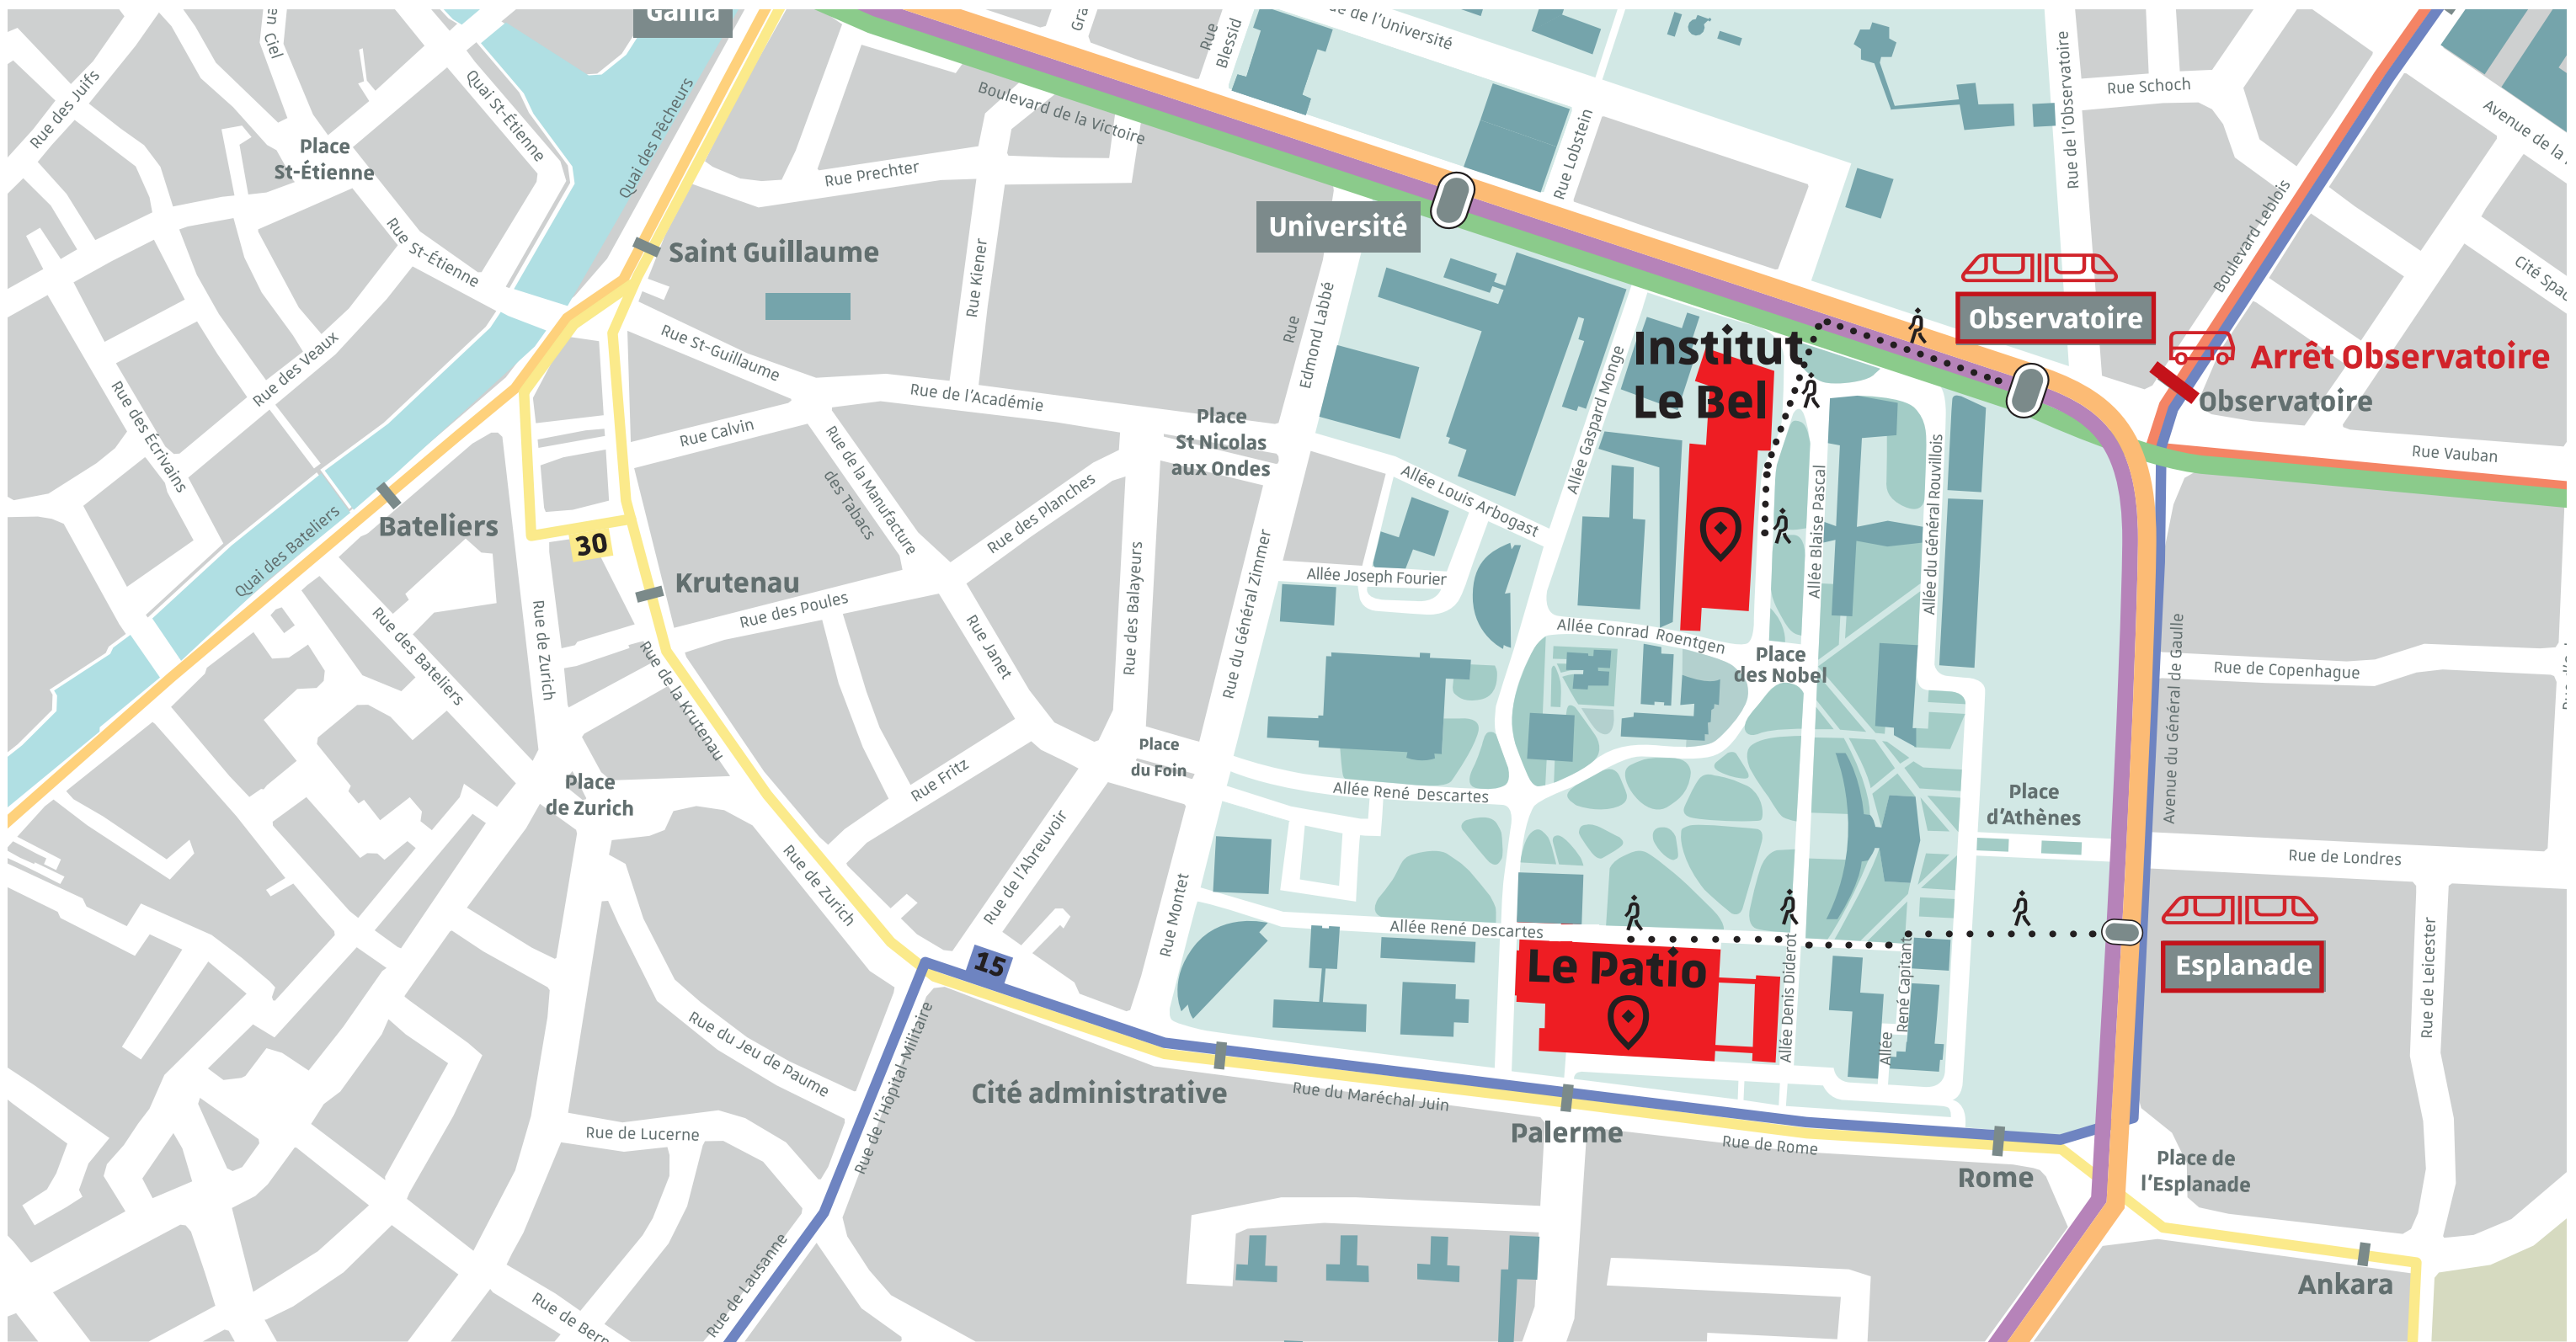 Gallia
Rue des Juifs
Ciel
Quai St-Étienne
Quai des Pêcheurs
Place
St-Étienne
Rue St-Étienne
Rue des Veaux
Rue des Écrivains
Quai des Bateliers
Bateliers
Saint Guillaume
Rue St-Guillaume
Rue Prechter
Rue Kiener
Boulevard de la Victoire
Rue
Blessid
Rue Lobstein
Université
Rue de l'Observatoire
Rue Schoch
Avenue de la
Boulevard Leblois
Observatoire
Arrêt Observatoire
Observatoire
Rue Vauban
Institut
Le Bel
Rue
Edmond Labbé
Allée Gaspard Monge
Rue de l'Académie
Rue Calvin
Place
St Nicolas
aux Ondes
Allée Louis Arbogast
Rue de la Manufacture
des Tabacs
Rue des Planches
30
Krutenau
Rue des Poules
Rue des Balayeurs
Rue du Général Zimmer
Allée Joseph Fourier
Allée Blaise Pascal
Allée du Général Rouvillois
Allée Conrad Roentgen
Place
des Nobel
Rue de Copenhague
Avenue du Général de Gaulle
Rue des Bateliers
Rue de Zurich
Rue de la Krutenau
Rue Janet
Rue Fritz
Place
du Foin
Place
de Zurich
Allée René Descartes
Place
d'Athènes
Rue de Londres
Rue de Zurich
Rue de l'Abreuvoir
Rue Montet
Allée René Descartes
Le Patio
Allée Denis Diderot
Allée
René Capitant
Esplanade
Rue de Leicester
15
Rue du Jeu de Paume
Rue de l'Hôpital-Militaire
Cité administrative
Rue du Maréchal Juin
Palerme
Rue de Rome
Rome
Place de
l'Esplanade
Rue de Lucerne
Rue de Lausanne
Ankara